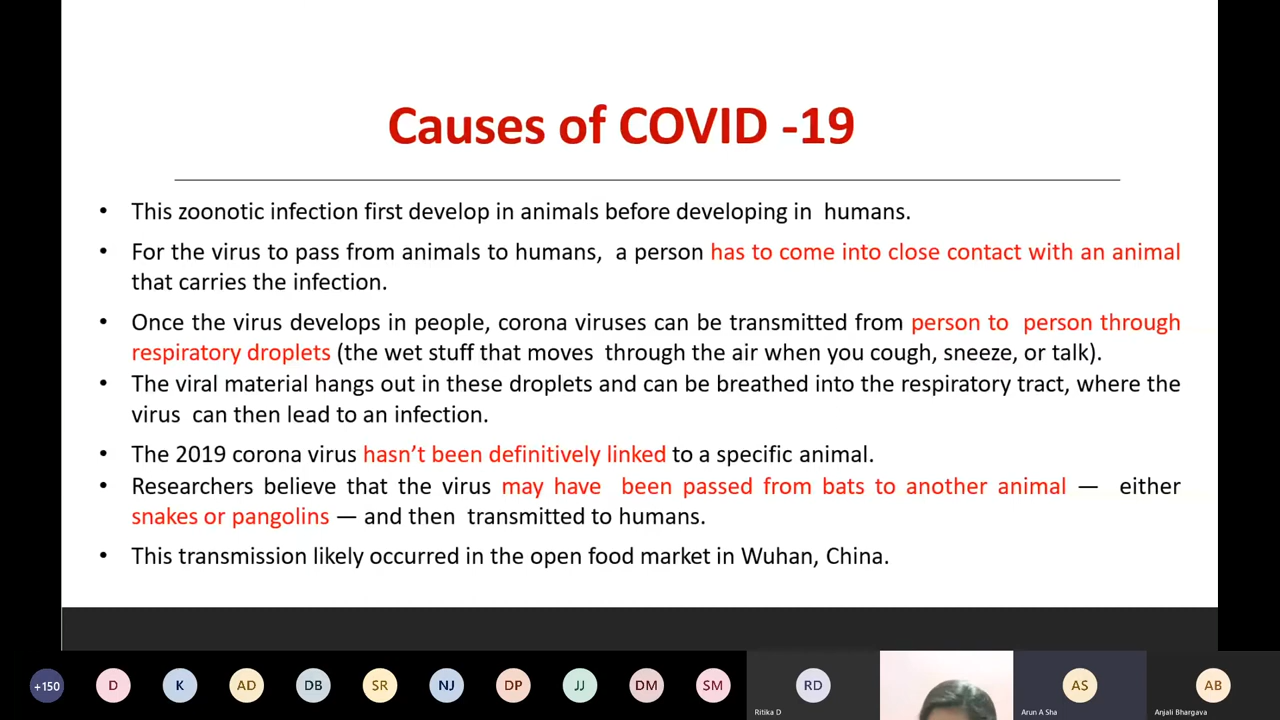 Causes of COVID -19
• This zoonotic infection first develop in animals before developing in humans.
• For the virus to pass from animals to humans, a person has to come into close contact with an animal
that carries the infection.
• Once the virus develops in people, corona viruses can be transmitted from person to person through
respiratory droplets (the wet stuff that moves through the air when you cough, sneeze, or talk).
• The viral material hangs out in these droplets and can be breathed into the respiratory tract, where the
virus can then lead to an infection.
• The 2019 corona virus hasn't been definitively linked to a specific animal.
• Researchers believe that the virus may have been passed from bats to another animal — either
snakes or pangolins — and then transmitted to humans.
• This transmission likely occurred in the open food market in Wuhan, China.
+150 D K AD DB SR NJ DP JJ DM SM RD AS AB
Ritika D Arun A Sha Anjali Bhargava